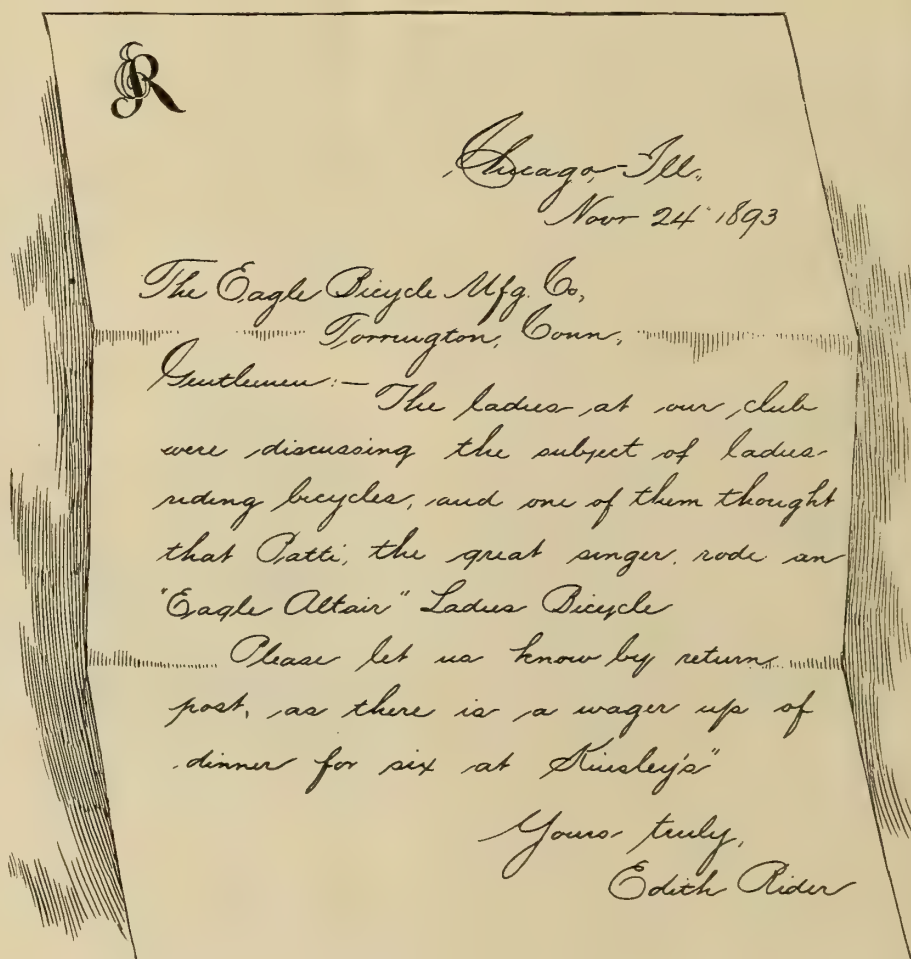 ER
Chicago, Ill.,
Novr 24 1893
The Eagle Bicycle Mfg. Co,
Torrington, Conn,
Gentlemen:— The ladies at our club
were discussing the subject of ladies
riding bicycles, and one of them thought
that Patti, the great singer, rode an
"Eagle Altair" Ladies Bicycle
Please let us know by return
post, as there is a wager up of
dinner for six at Kinsley's"
Yours truly,
Edith Rider